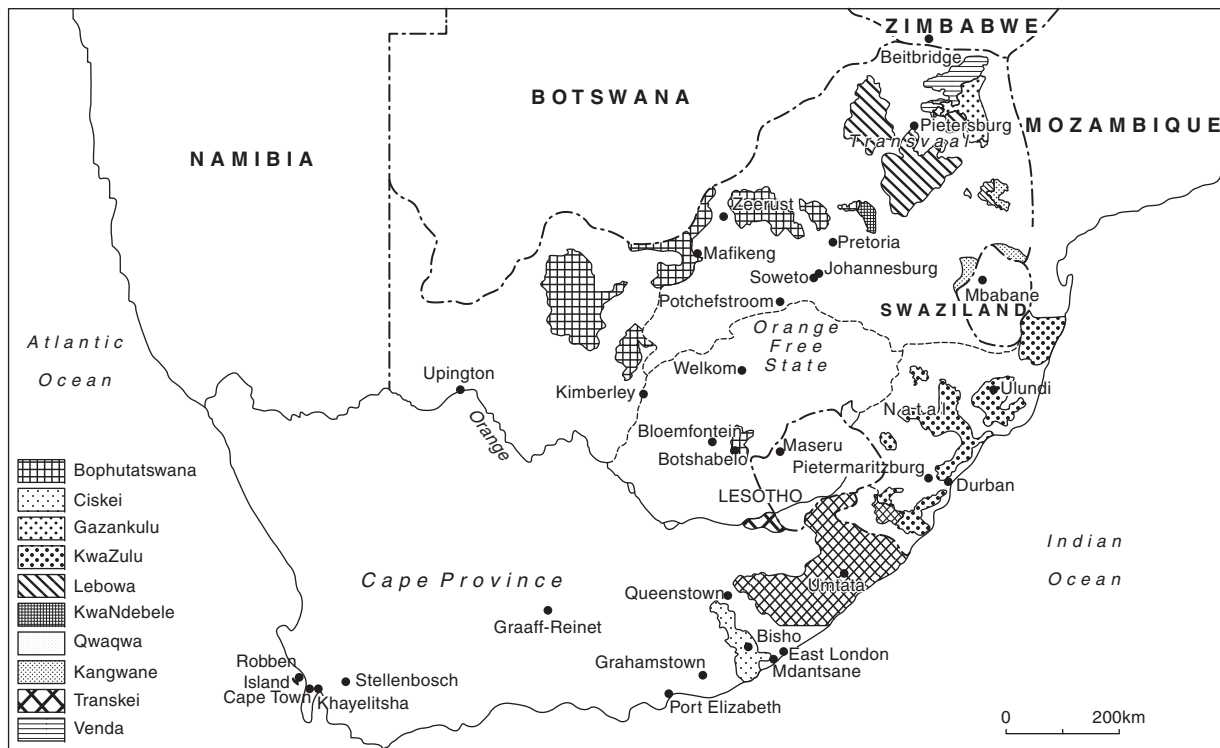 ZIMBABWE
Beitbridge
BOTSWANA
MOZAMBIQUE
NAMIBIA
Pietersburg
Transvaal
Zeerust
Pretoria
Mafikeng
Johannesburg
Soweto
Mbabane
Potchefstroom
SWAZILAND
Orange
Free
State
Atlantic
Ocean
Welkom
Upington
Kimberley
Ulundi
Natal
Orange
Bloemfontein
Maseru
Botshabelo
Pietermaritzburg
Durban
LESOTHO
Indian
Ocean
Cape Province
Umtata
Queenstown
Graaff-Reinet
Bisho
East London
Mdantsane
Grahamstown
Robben
Island
Stellenbosch
Cape Town
Khayelitsha
Port Elizabeth
Bophutatswana
Ciskei
Gazankulu
KwaZulu
Lebowa
KwaNdebele
Qwaqwa
Kangwane
Transkei
Venda
0 200km